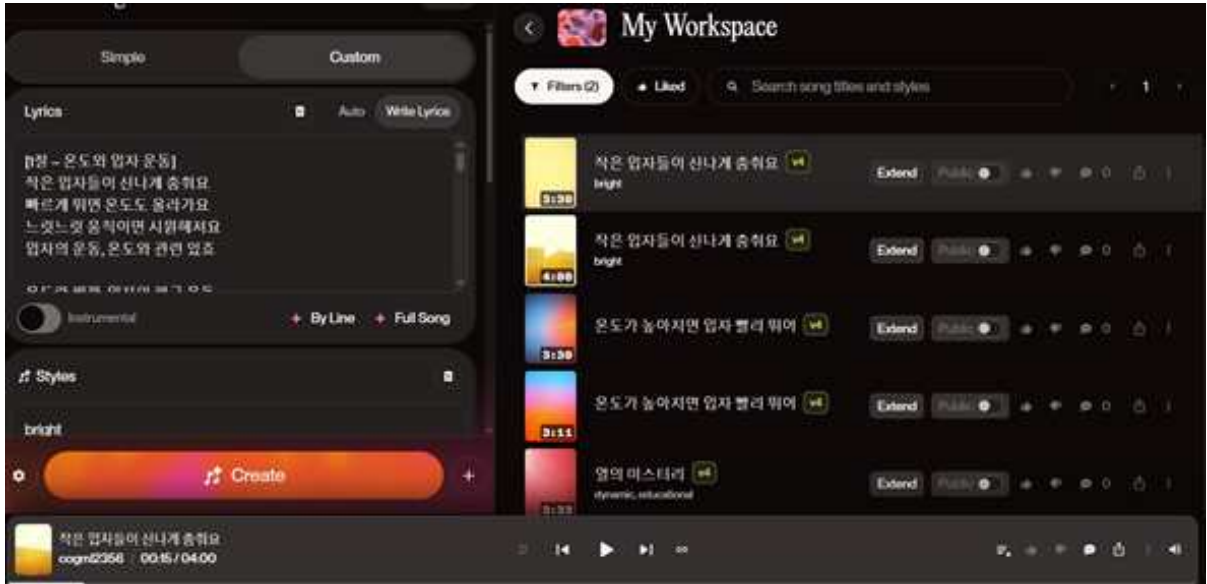 Simple
Custom
Lyrics
Auto
Write Lyrics
[1절 – 온도와 입자 운동]
작은 입자들이 신나게 춤춰요
빠르게 뛰면 온도도 올라가요
느릿느릿 움직이면 시원해져요
입자의 운동, 온도와 관련 있죠
Instrumental
+ By Line
+ Full Song
Styles
bright
Create
My Workspace
Filters (2)
Liked
Search song titles and styles
1
작은 입자들이 신나게 춤춰요 v4
bright
3:30
Extend
Public
0
작은 입자들이 신나게 춤춰요 v4
bright
4:00
Extend
Public
0
온도가 높아지면 입자 빨리 뛰어 v4
3:30
Extend
Public
0
온도가 높아지면 입자 빨리 뛰어 v4
3:11
Extend
Public
0
열의 미스터리 v4
dynamic, educational
3:33
Extend
Public
0
작은 입자들이 신나게 춤춰요
00:15 / 04:00